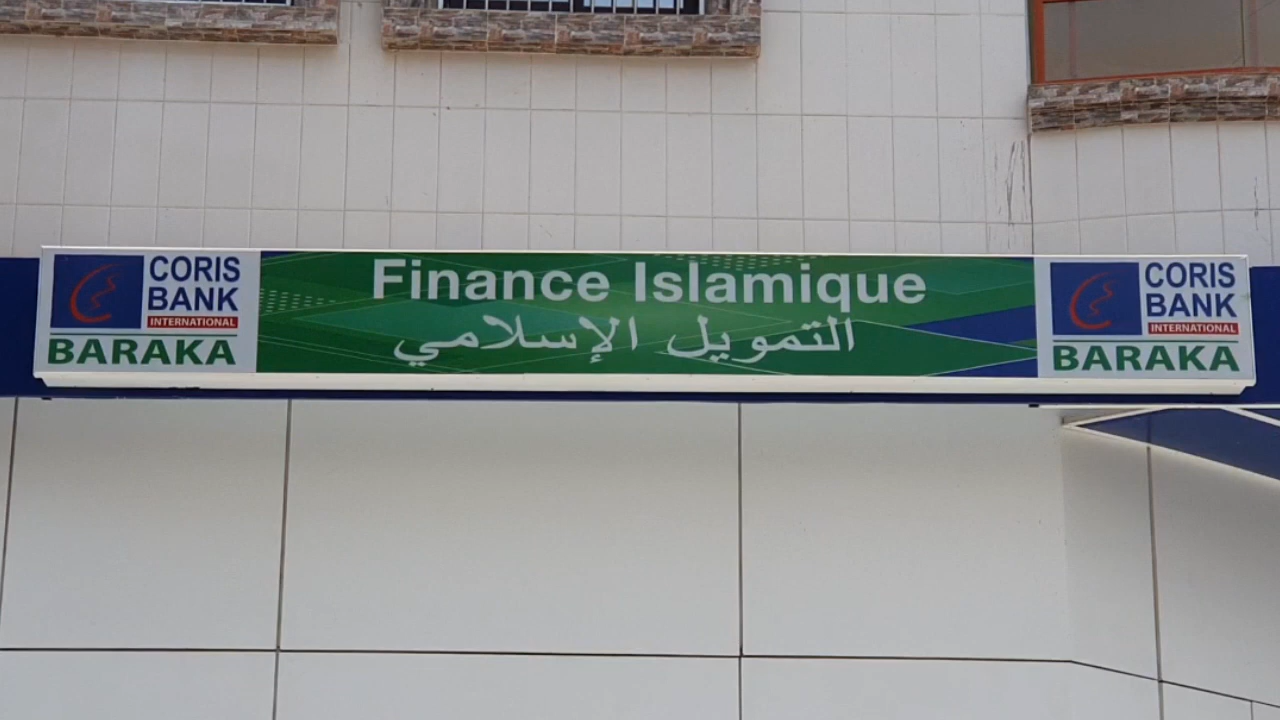 CORIS
BANK
INTERNATIONAL
BARAKA
Finance Islamique
التمويل الإسلامي
CORIS
BANK
INTERNATIONAL
BARAKA